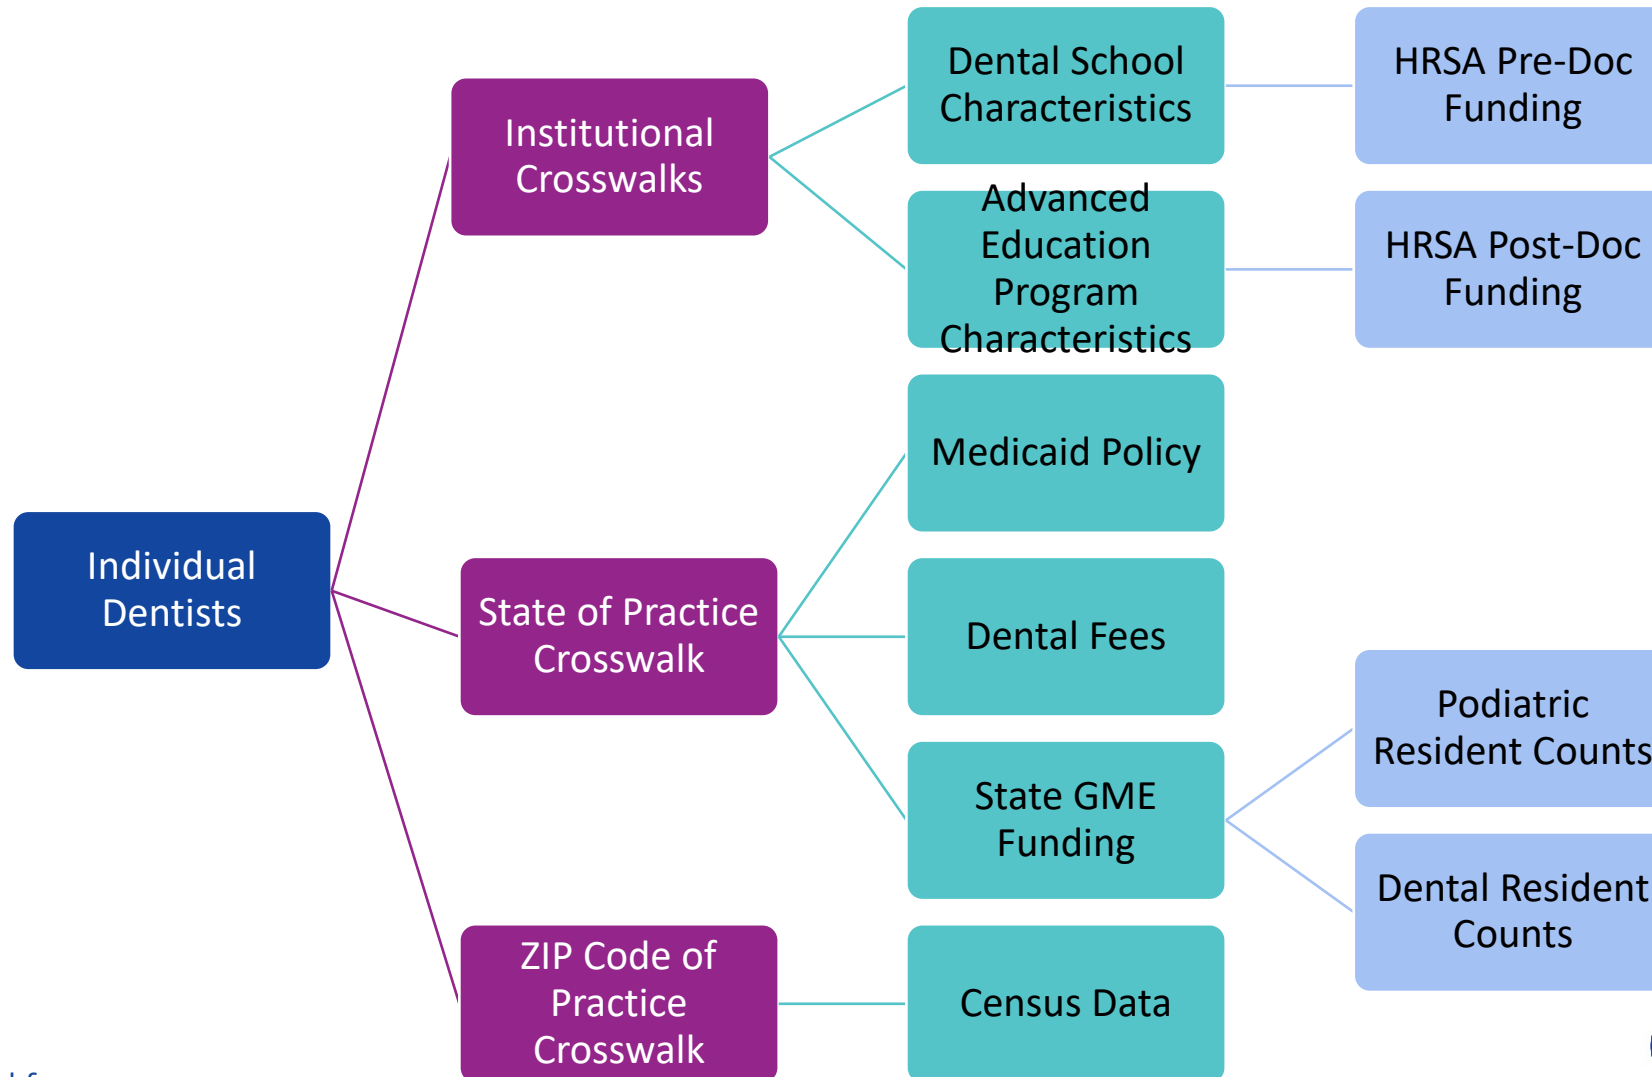 Individual
Dentists
Institutional
Crosswalks
State of Practice
Crosswalk
ZIP Code of
Practice
Crosswalk
Dental School
Characteristics
Advanced
Education
Program
Characteristics
Medicaid Policy
Dental Fees
State GME
Funding
Census Data
HRSA Pre-Doc
Funding
HRSA Post-Doc
Funding
Podiatric
Resident Counts
Dental Resident
Counts